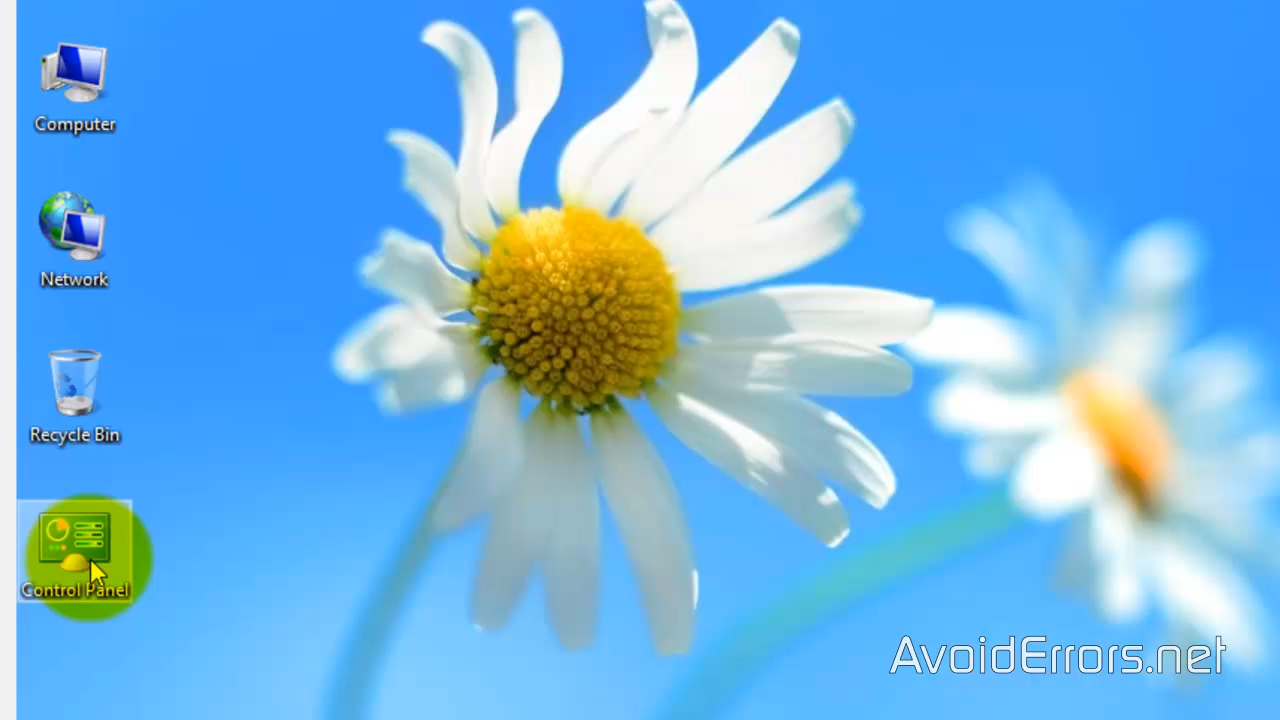 Computer
Network
Recycle Bin
Control Panel
AvoidErrors.net